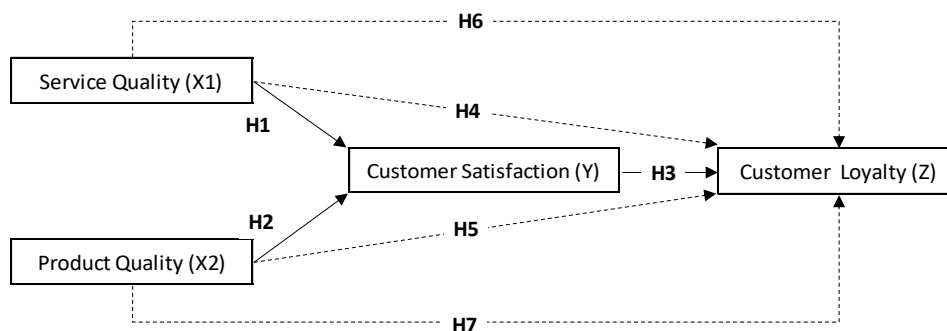 H6
Service Quality (X1)
H4
H1
Customer Satisfaction (Y)
H3
Customer Loyalty (Z)
H2
H5
Product Quality (X2)
H7